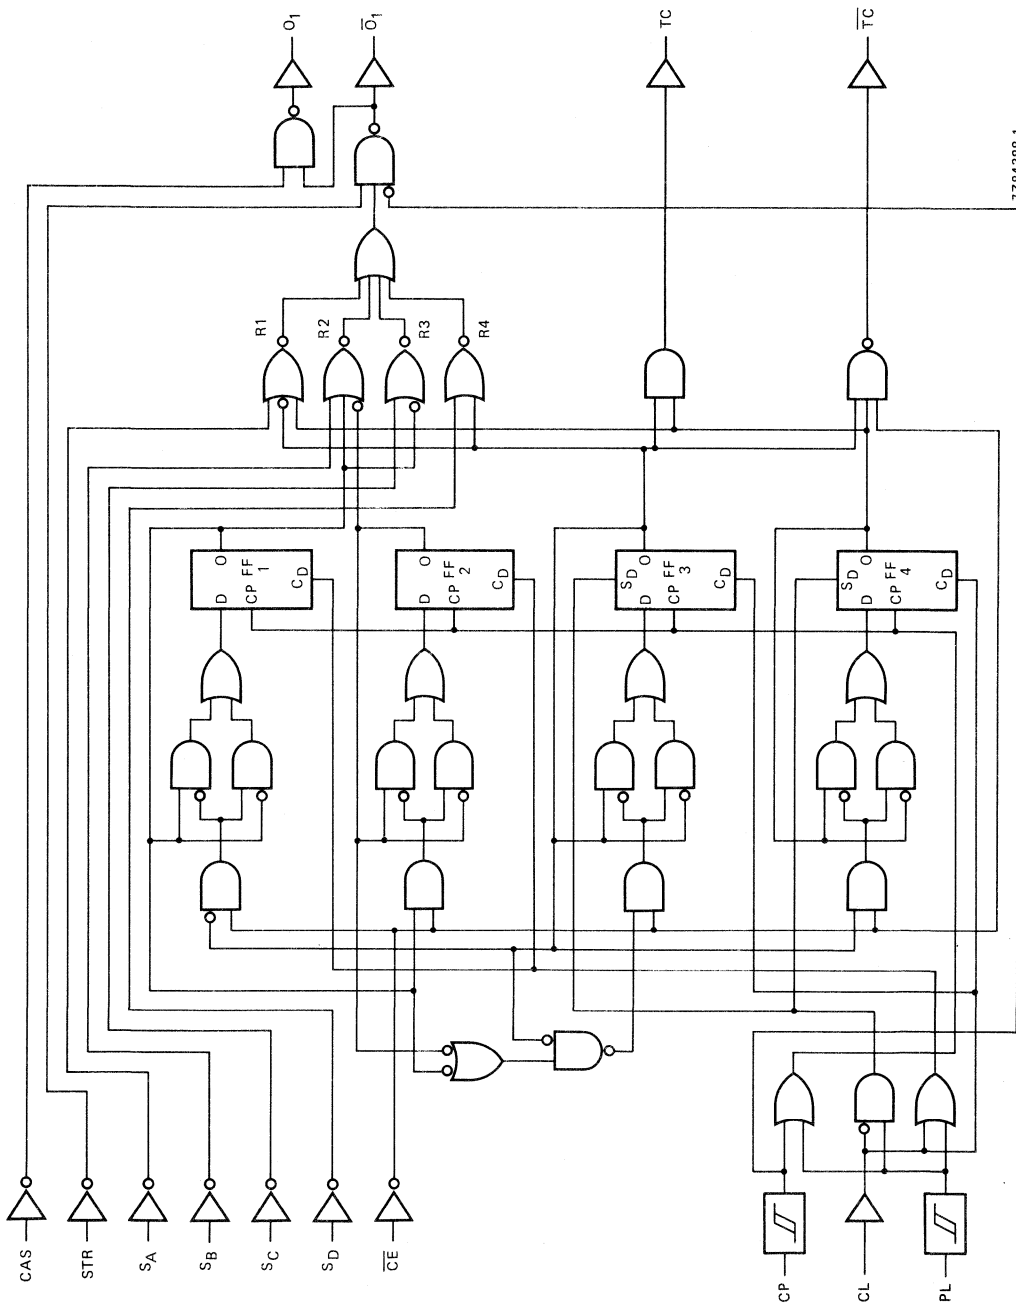 O1
O̅1
TC
T̅C̅
R1
R2
R3
R4
D O
CP FF
1
CD
D O
CP FF
2
CD
SD
D O
CP FF
3
CD
SD
D O
CP FF
4
CD
CAS
STR
SA
SB
SC
SD
C̅E̅
CP
CL
PL